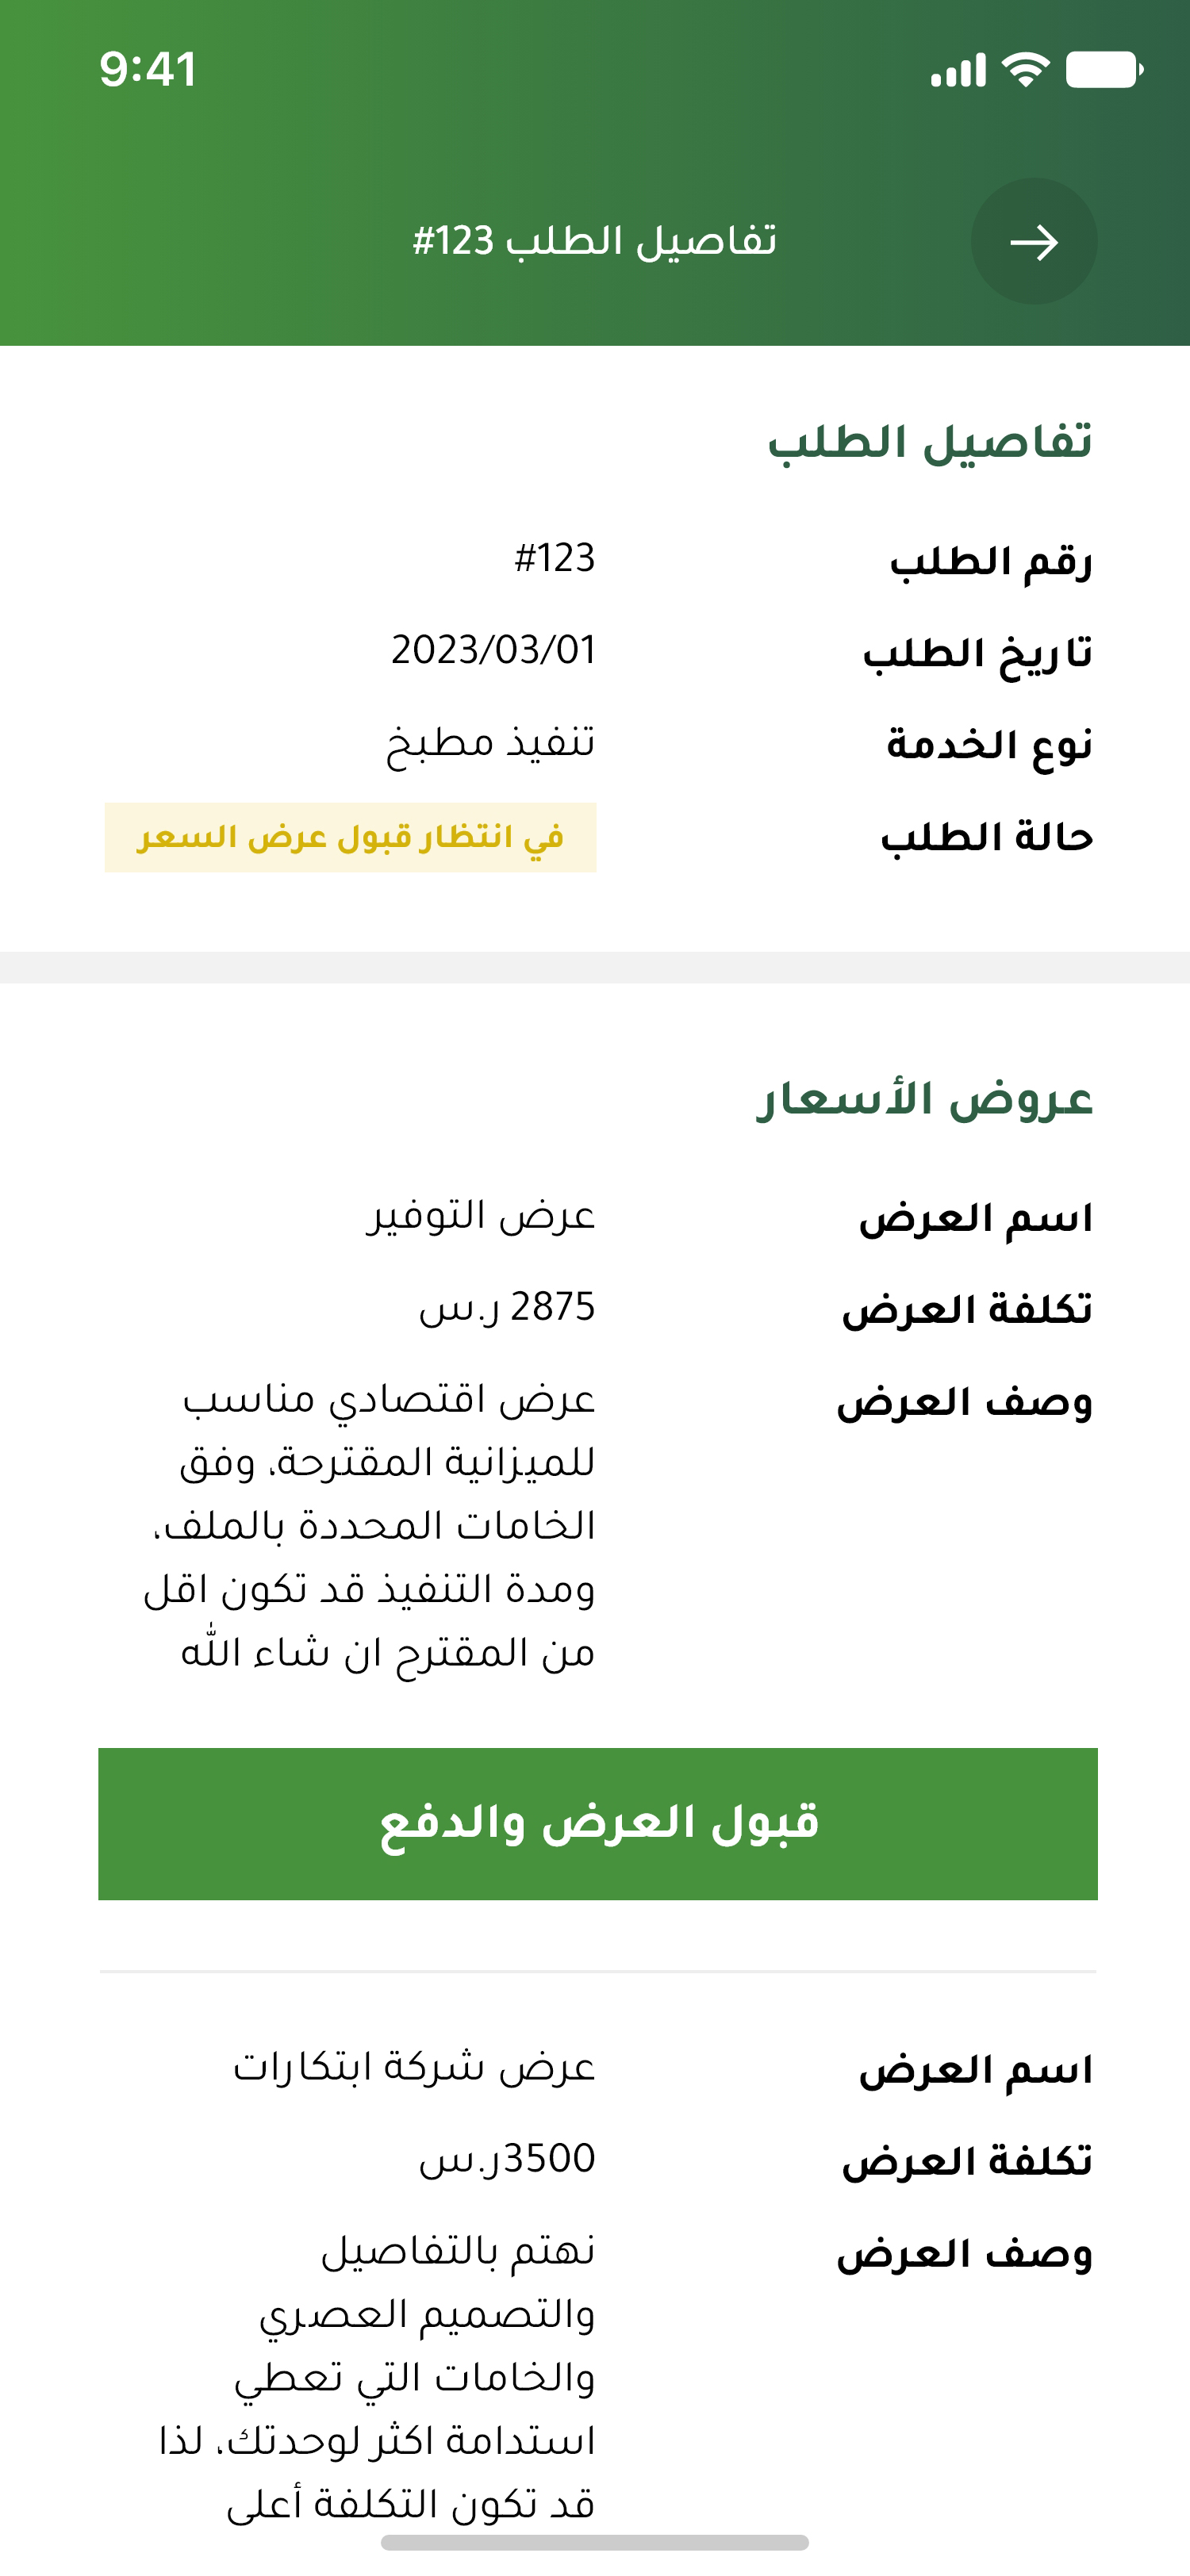 9:41
تفاصيل الطلب 123#
تفاصيل الطلب
رقم الطلب
#123
تاريخ الطلب
2023/03/01
نوع الخدمة
تنفيذ مطبخ
حالة الطلب
في انتظار قبول عرض السعر
عروض الأسعار
اسم العرض
عرض التوفير
تكلفة العرض
2875 ر.س
وصف العرض
عرض اقتصادي مناسب
للميزانية المقترحة، وفق
الخامات المحددة بالملف،
ومدة التنفيذ قد تكون اقل
من المقترح ان شاء الله
قبول العرض والدفع
اسم العرض
عرض شركة ابتكارات
تكلفة العرض
3500ر.س
وصف العرض
نهتم بالتفاصيل
والتصميم العصري
والخامات التي تعطي
استدامة اكثر لوحدتك، لذا
قد تكون التكلفة أعلى